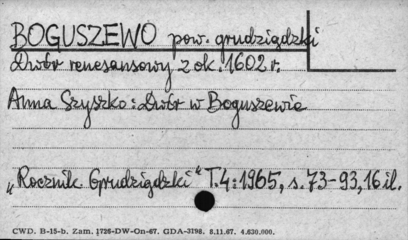 BOGUSZEWO pow. grudziądzki
Dwór renesansowy z ok. 1602 r.
Anna Szyszko: Dwór w Boguszewie
„Rocznik Grudziądzki" T.4: 1965, s. 73-93, 16 il.
CWD. B-15-b. Zam. 1726-DW-On-67. GDA-3198. 8.11.67. 4.630.000.